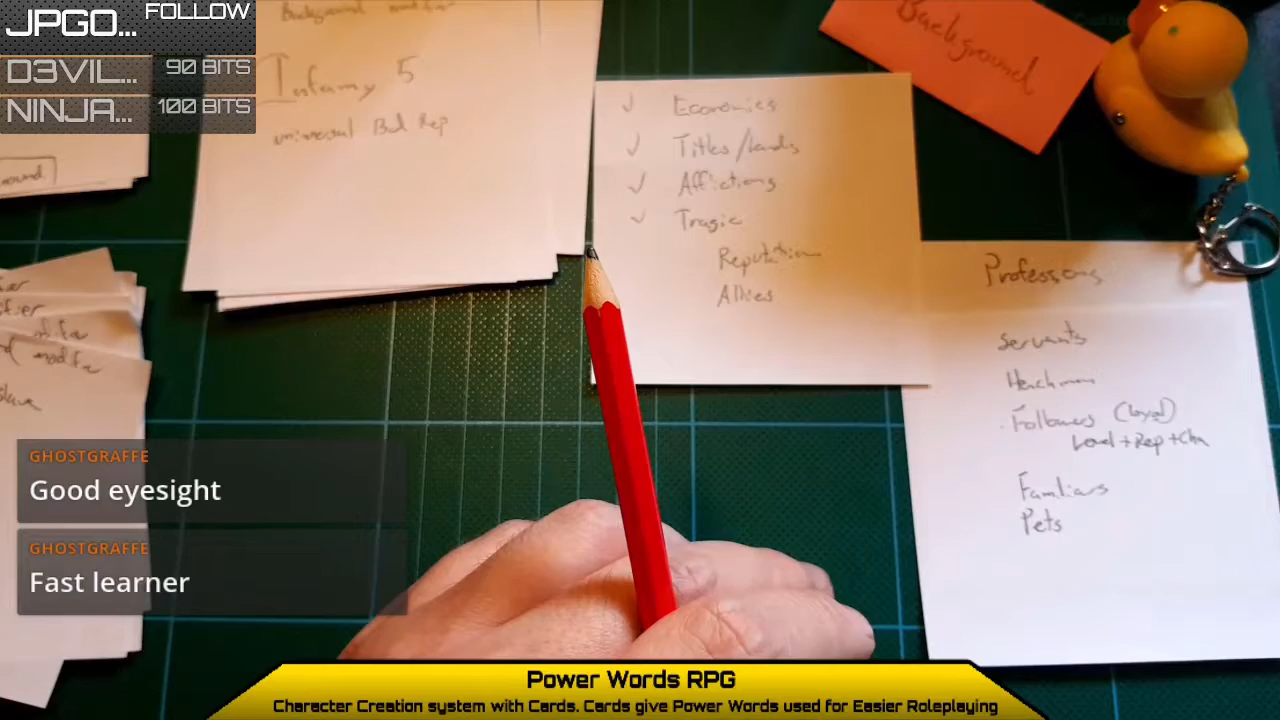 JPGO... FOLLOW
D3VIL... 90 BITS
NINJA... 100 BITS
Background modifier
Infamy 5
universal Bad Rep
Background
Economies
Titles/lands
Afflictions
Tragic
Reputation
Allies
Professions
Servants
Henchmen
Followers (loyal)
Level + Rep + Cha
Familiars
Pets
GHOSTGRAFFE
Good eyesight
GHOSTGRAFFE
Fast learner
Power Words RPG
Character Creation system with Cards. Cards give Power Words used for Easier Roleplaying